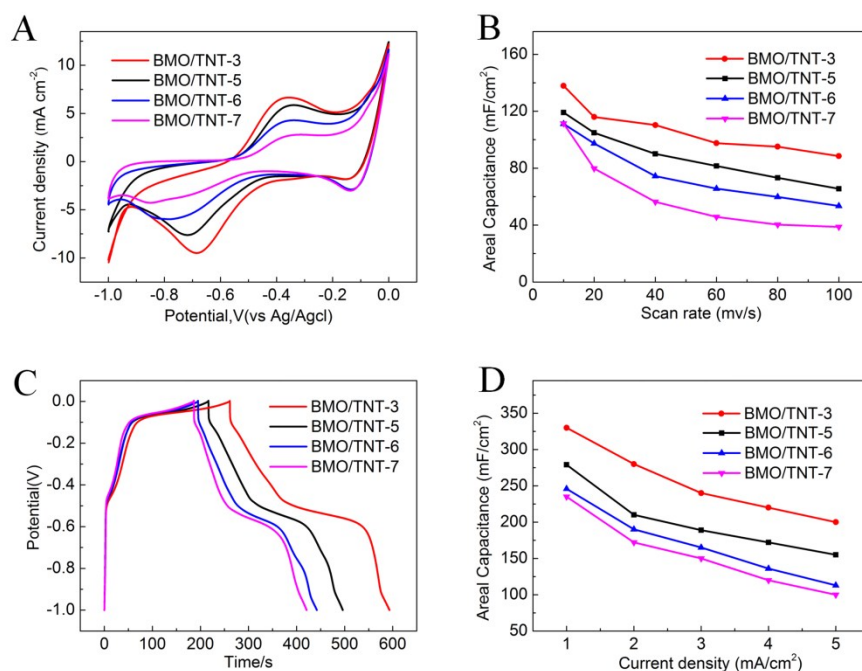 A
Current density (mA cm-2)
10
5
0
-5
-10
BMO/TNT-3
BMO/TNT-5
BMO/TNT-6
BMO/TNT-7
-1.0 -0.8 -0.6 -0.4 -0.2 0.0
Potential,V(vs Ag/Agcl)
B
Areal Capacitance (mF/cm2)
160
120
80
40
0
BMO/TNT-3
BMO/TNT-5
BMO/TNT-6
BMO/TNT-7
20 40 60 80 100
Scan rate (mv/s)
C
Potential(V)
0.0
-0.2
-0.4
-0.6
-0.8
-1.0
BMO/TNT-3
BMO/TNT-5
BMO/TNT-6
BMO/TNT-7
0 100 200 300 400 500 600
Time/s
D
Areal Capacitance (mF/cm²)
350
300
250
200
150
100
50
BMO/TNT-3
BMO/TNT-5
BMO/TNT-6
BMO/TNT-7
1 2 3 4 5
Current density (mA/cm²)